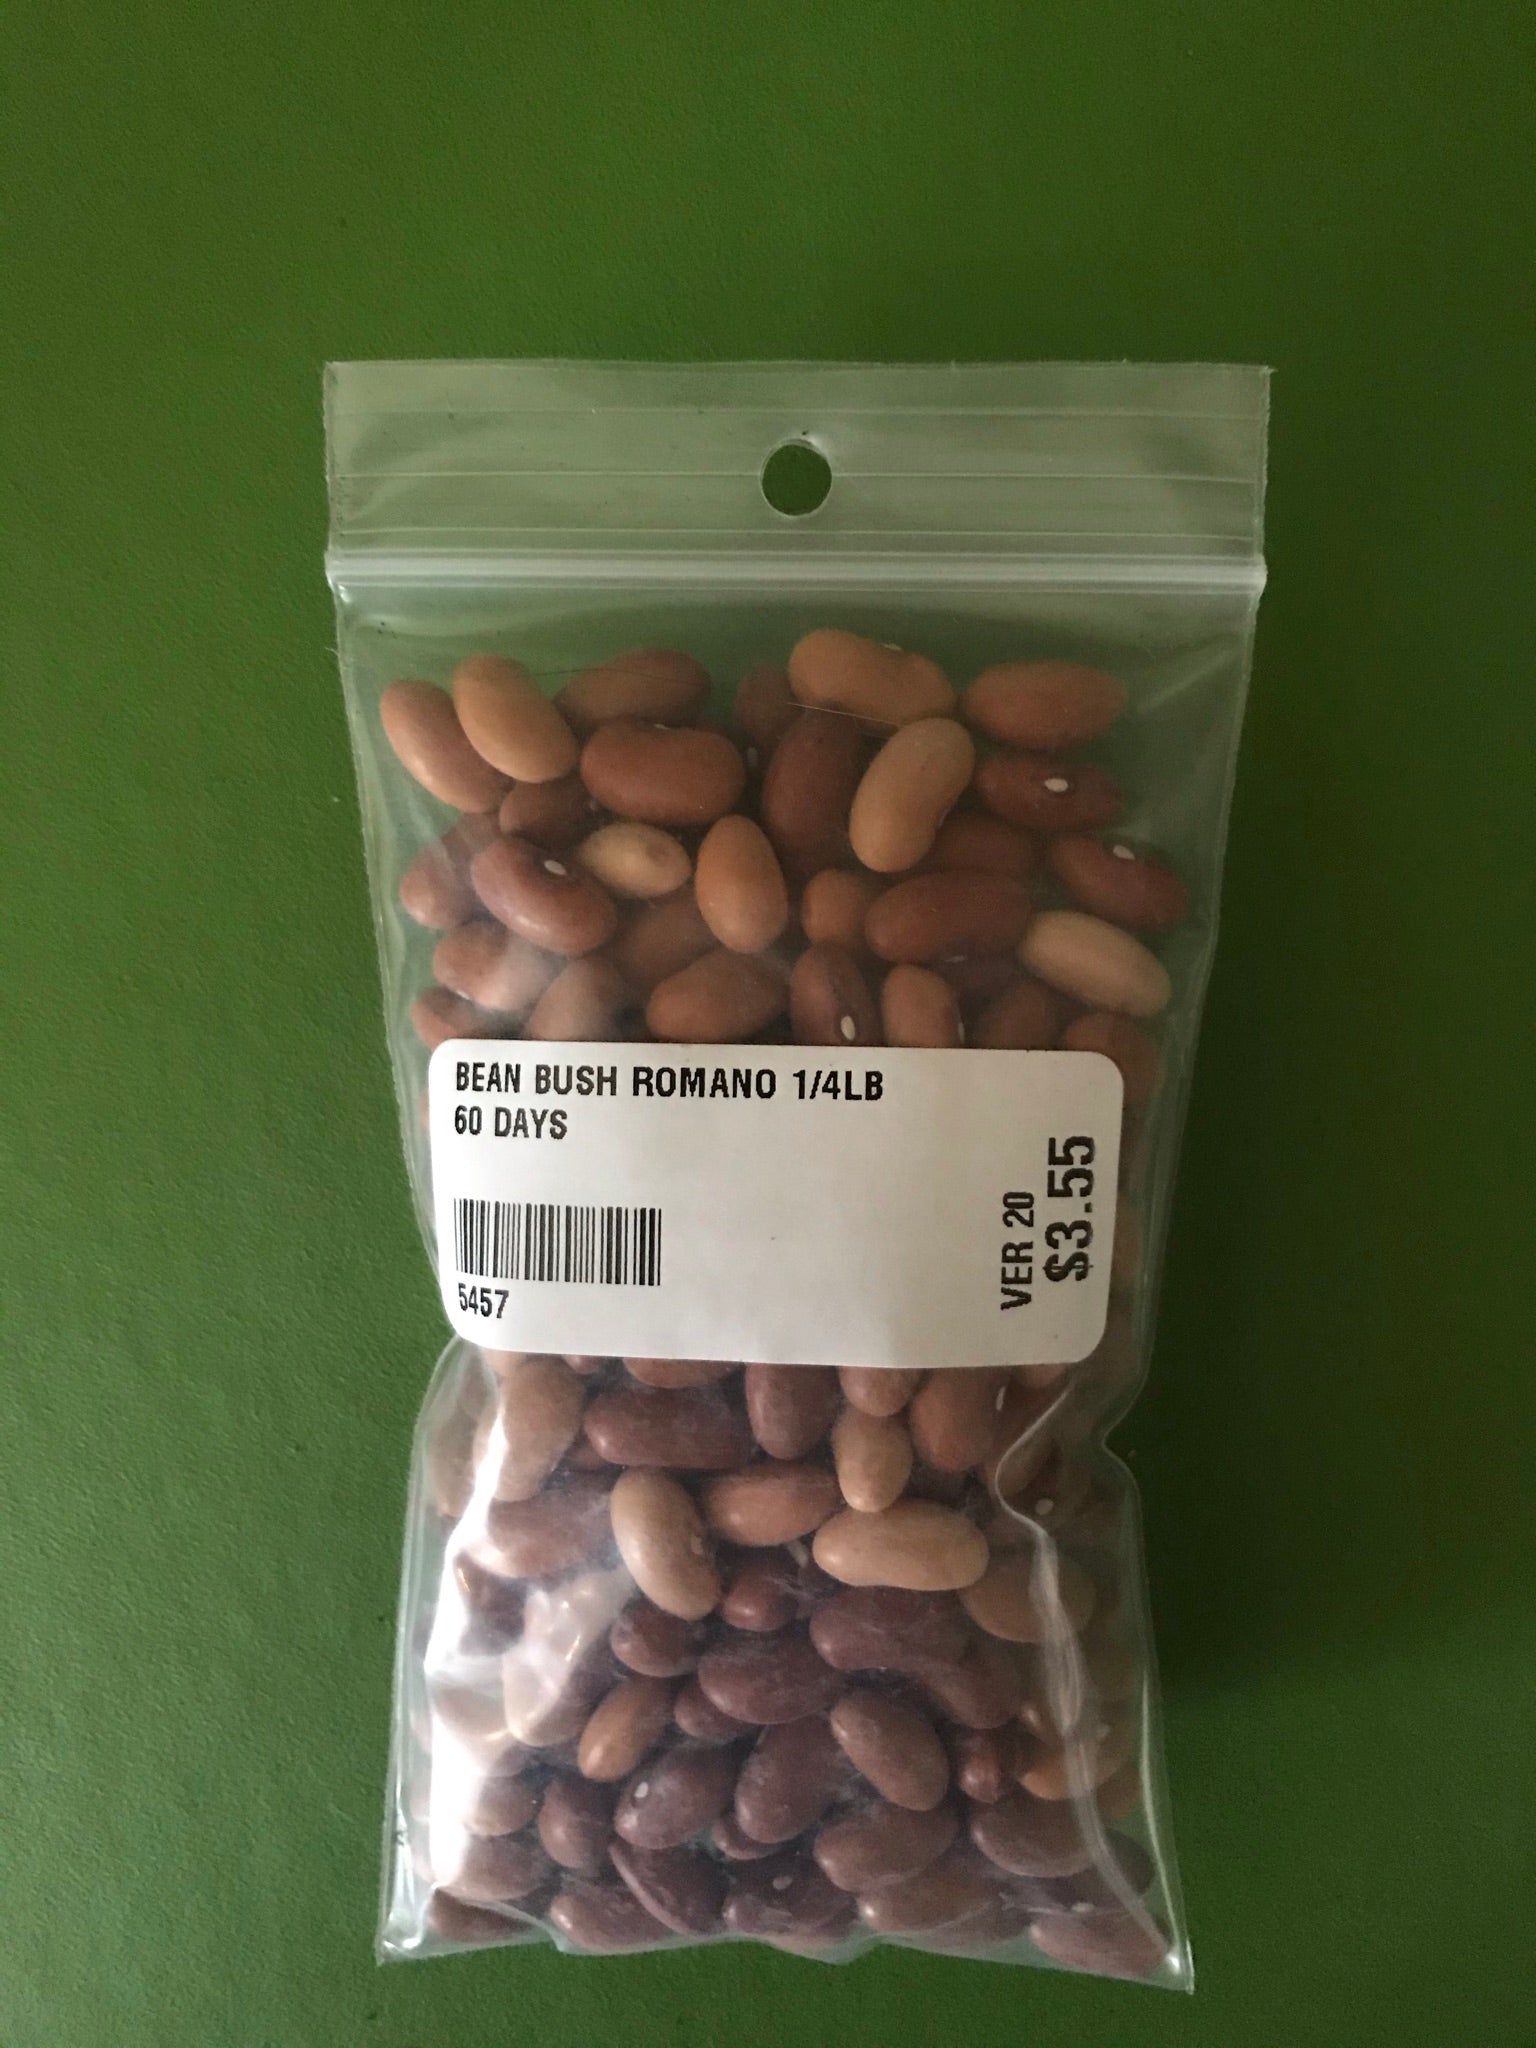 BEAN BUSH ROMANO 1/4LB
60 DAYS
5457
VER 20
$3.55